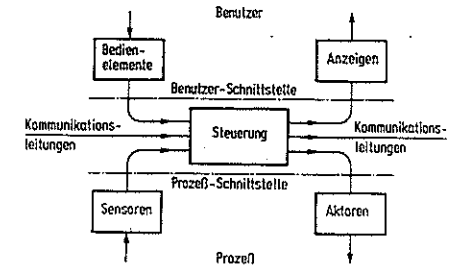 Benutzer
Bedien-
elemente
Anzeigen
Benutzer-Schnittstelle
Kommunikations-
leitungen
Steuerung
Kommunikations-
leitungen
Prozeß-Schnittstelle
Sensoren
Aktoren
Prozeß